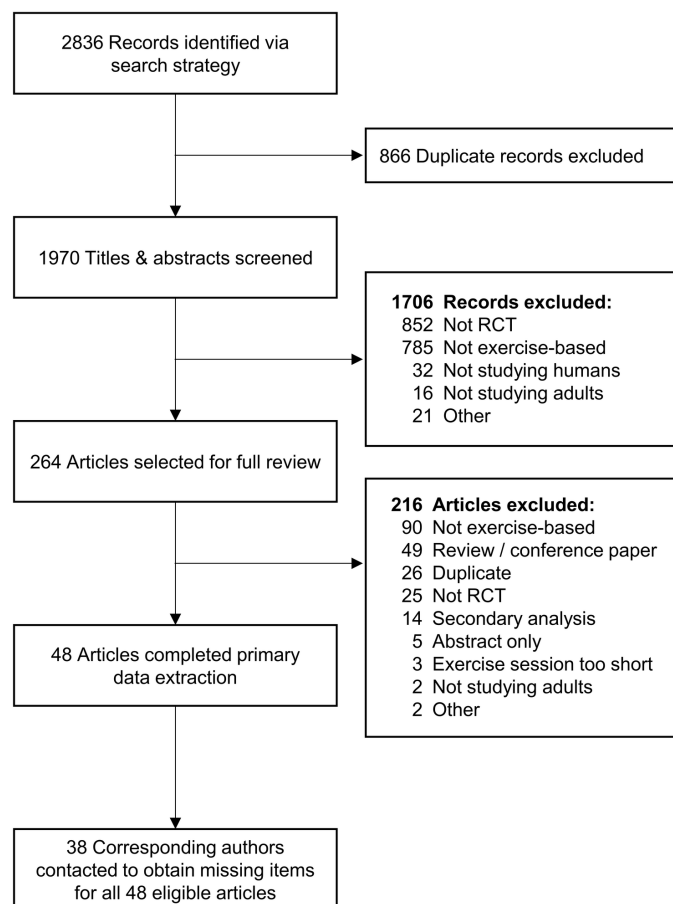 2836 Records identified via
search strategy
866 Duplicate records excluded
1970 Titles & abstracts screened
1706 Records excluded:
852 Not RCT
785 Not exercise-based
32 Not studying humans
16 Not studying adults
21 Other
264 Articles selected for full review
216 Articles excluded:
90 Not exercise-based
49 Review / conference paper
26 Duplicate
25 Not RCT
14 Secondary analysis
5 Abstract only
3 Exercise session too short
2 Not studying adults
2 Other
48 Articles completed primary
data extraction
38 Corresponding authors
contacted to obtain missing items
for all 48 eligible articles